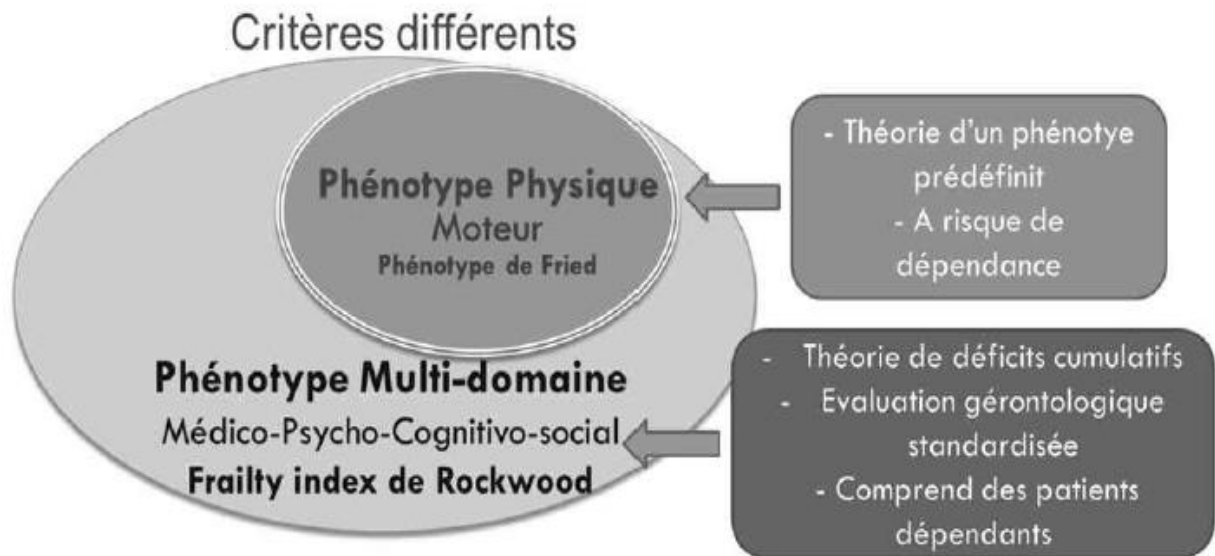 Critères différents
Phénotype Physique
Moteur
Phénotype de Fried
- Théorie d'un phénotye
prédéfinit
- A risque de
dépendance
Phénotype Multi-domaine
Médico-Psycho-Cognitivo-social
Frailty index de Rockwood
- Théorie de déficits cumulatifs
- Evaluation gérontologique
standardisée
- Comprend des patients
dépendants